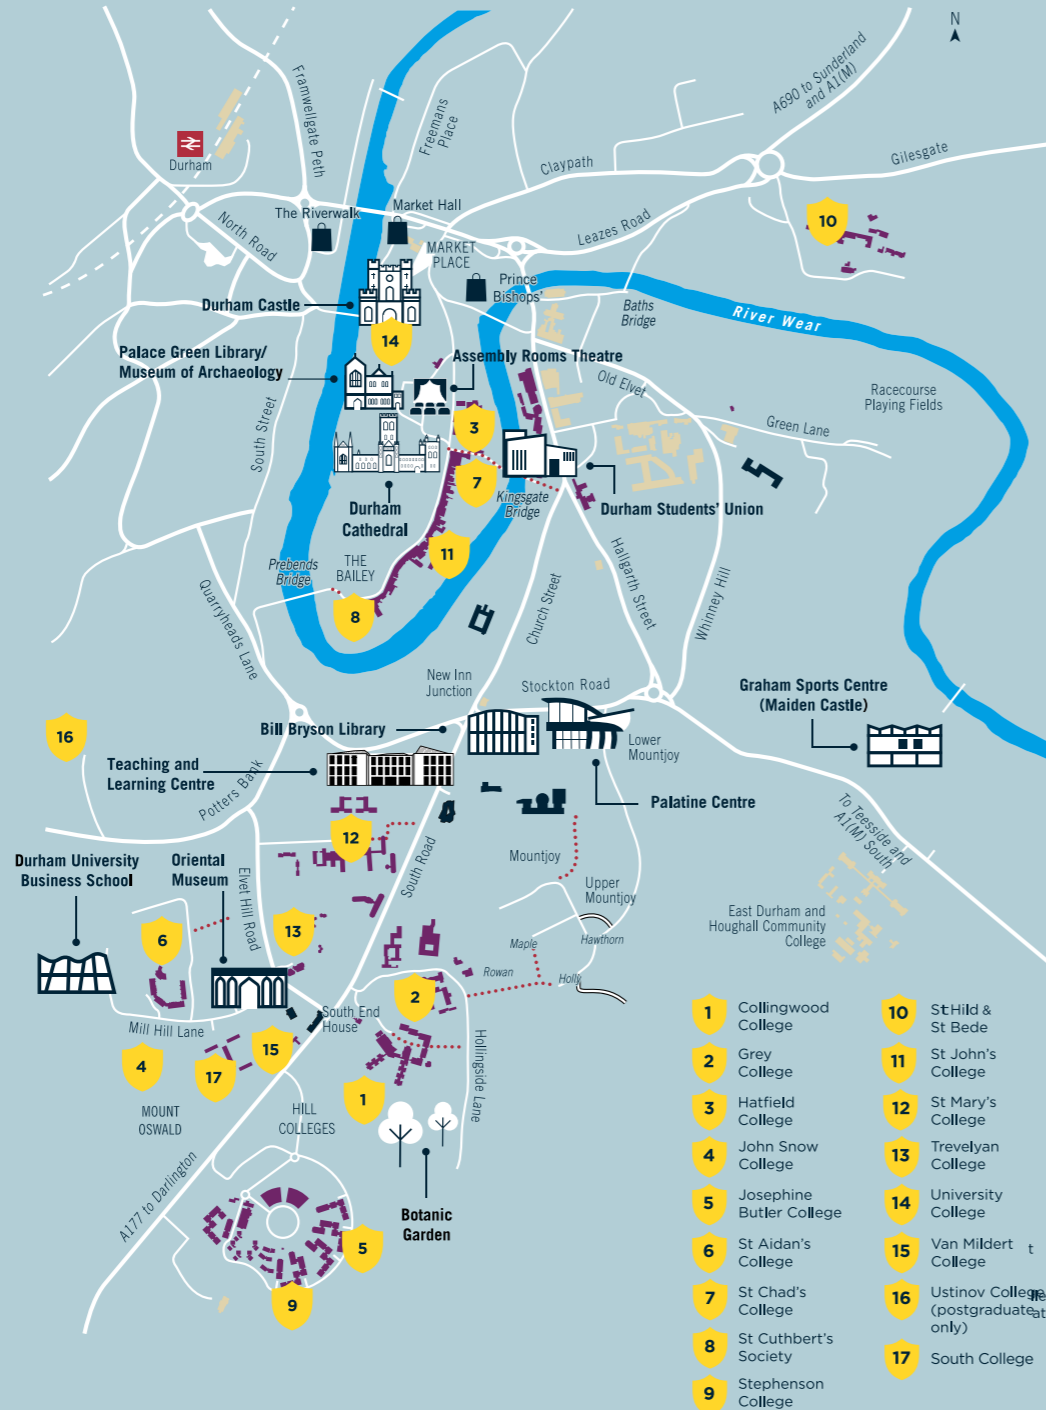 N
A690 to Sunderland
and A1(M)
Framwellgate Peth
Freemans
Place
Durham
Claypath
Gilesgate
The Riverwalk
Market Hall
North Road
Leazes Road
10
MARKET
PLACE
Prince
Bishops'
Durham Castle
Baths
Bridge
River Wear
14
Palace Green Library/
Museum of Archaeology
Assembly Rooms Theatre
Old Elvet
Racecourse
Playing Fields
South Street
3
Green Lane
7
Kingsgate
Bridge
Durham Students' Union
Durham
Cathedral
11
Prebends
Bridge
THE
BAILEY
8
Quarryheads Lane
Church Street
Hallgarth Street
Whinney Hill
New Inn
Junction
Stockton Road
Graham Sports Centre
(Maiden Castle)
16
Bill Bryson Library
Lower
Mountjoy
Teaching and
Learning Centre
Potters Bank
Palatine Centre
To Teesside and
A1(M) South
12
South Road
Durham University
Business School
Oriental
Museum
Elvet Hill Road
Mountjoy
Upper
Mountjoy
East Durham and
Houghall Community
College
6
13
Maple
Hawthorn
Rowan
Holly
2
South End
House
Mill Hill Lane
Hollingside Lane
4
17
15
1
MOUNT
OSWALD
HILL
COLLEGES
A177 to Darlington
Botanic
Garden
5
9
1 Collingwood
College
2 Grey
College
3 Hatfield
College
4 John Snow
College
5 Josephine
Butler College
6 St Aidan's
College
7 St Chad's
College
8 St Cuthbert's
Society
9 Stephenson
College
10 St Hild &
St Bede
11 St John's
College
12 St Mary's
College
13 Trevelyan
College
14 University
College
15 Van Mildert
College
t
16 Ustinov College
(postgraduate
at
only)
17 South College